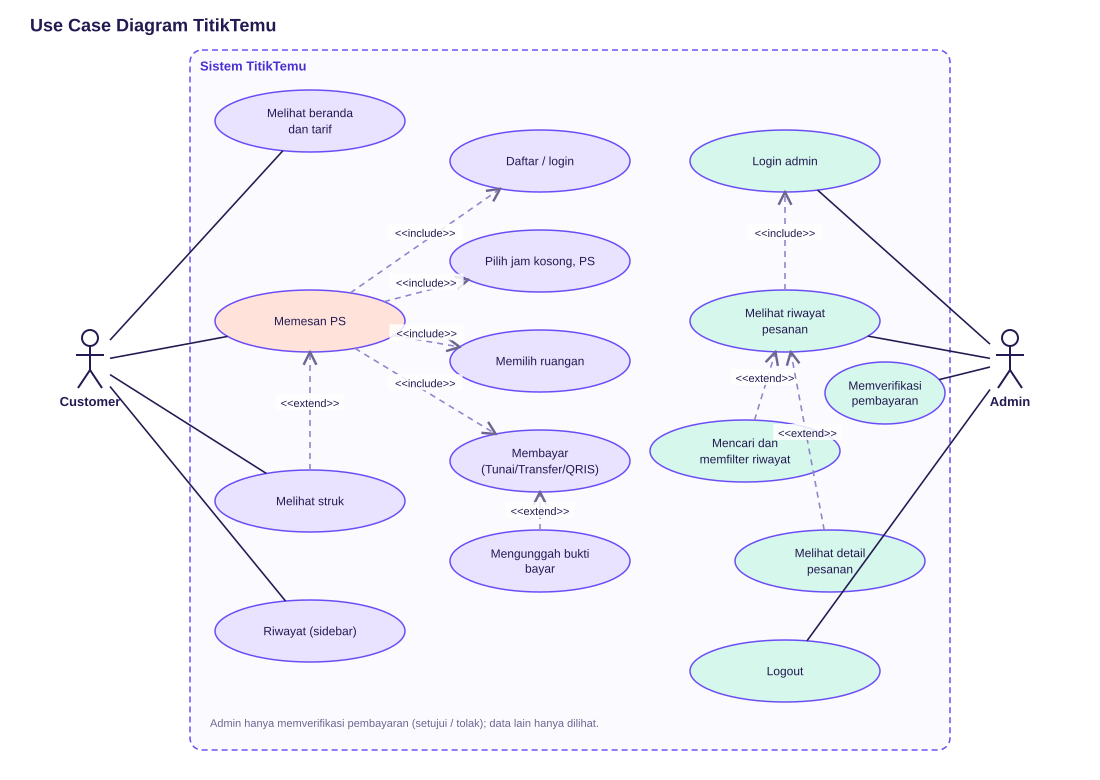 Use Case Diagram TitikTemu
Sistem TitikTemu
Melihat beranda
dan tarif
Daftar / login
Login admin
<<include>>
<<include>>
Pilih jam kosong, PS
<<include>>
Memesan PS
Melihat riwayat
pesanan
<<include>>
Memilih ruangan
<<include>>
<<extend>>
Memverifikasi
pembayaran
Customer
Admin
<<extend>>
<<extend>>
Mencari dan
memfilter riwayat
Membayar
(Tunai/Transfer/QRIS)
Melihat struk
<<extend>>
Mengunggah bukti
bayar
Melihat detail
pesanan
Riwayat (sidebar)
Logout
Admin hanya memverifikasi pembayaran (setujui / tolak); data lain hanya dilihat.